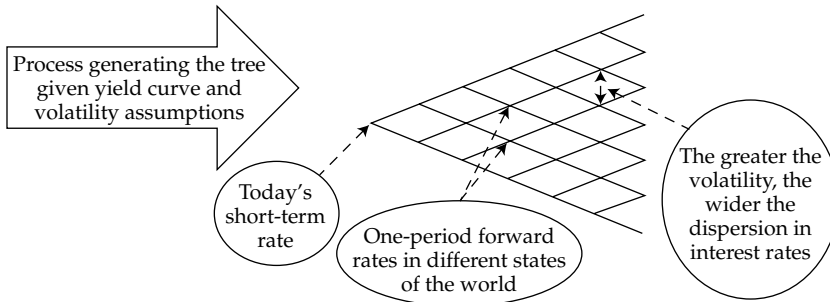 Process generating the tree
given yield curve and
volatility assumptions
Today's
short-term
rate
One-period forward
rates in different states
of the world
The greater the
volatility, the
wider the
dispersion in
interest rates